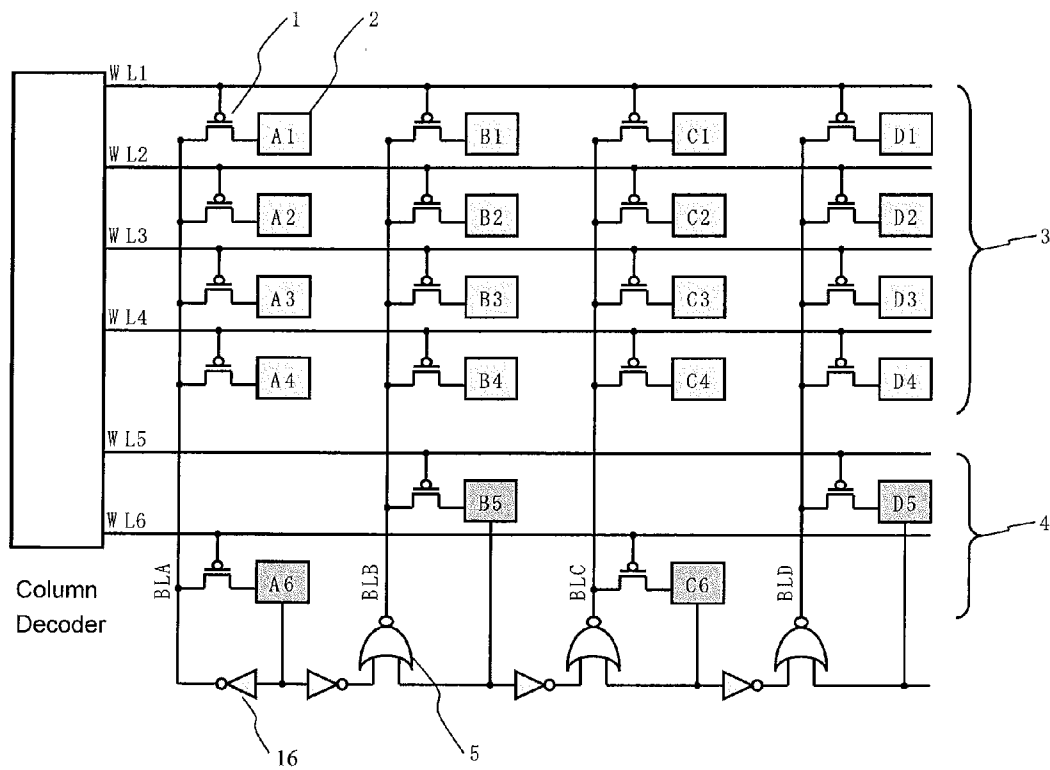 1 2
WL1
A1 B1 C1 D1
WL2
A2 B2 C2 D2
WL3
3
A3 B3 C3 D3
WL4
A4 B4 C4 D4
WL5
B5 D5
4
WL6
A6 C6
BLA BLB BLC BLD
Column
Decoder
16 5